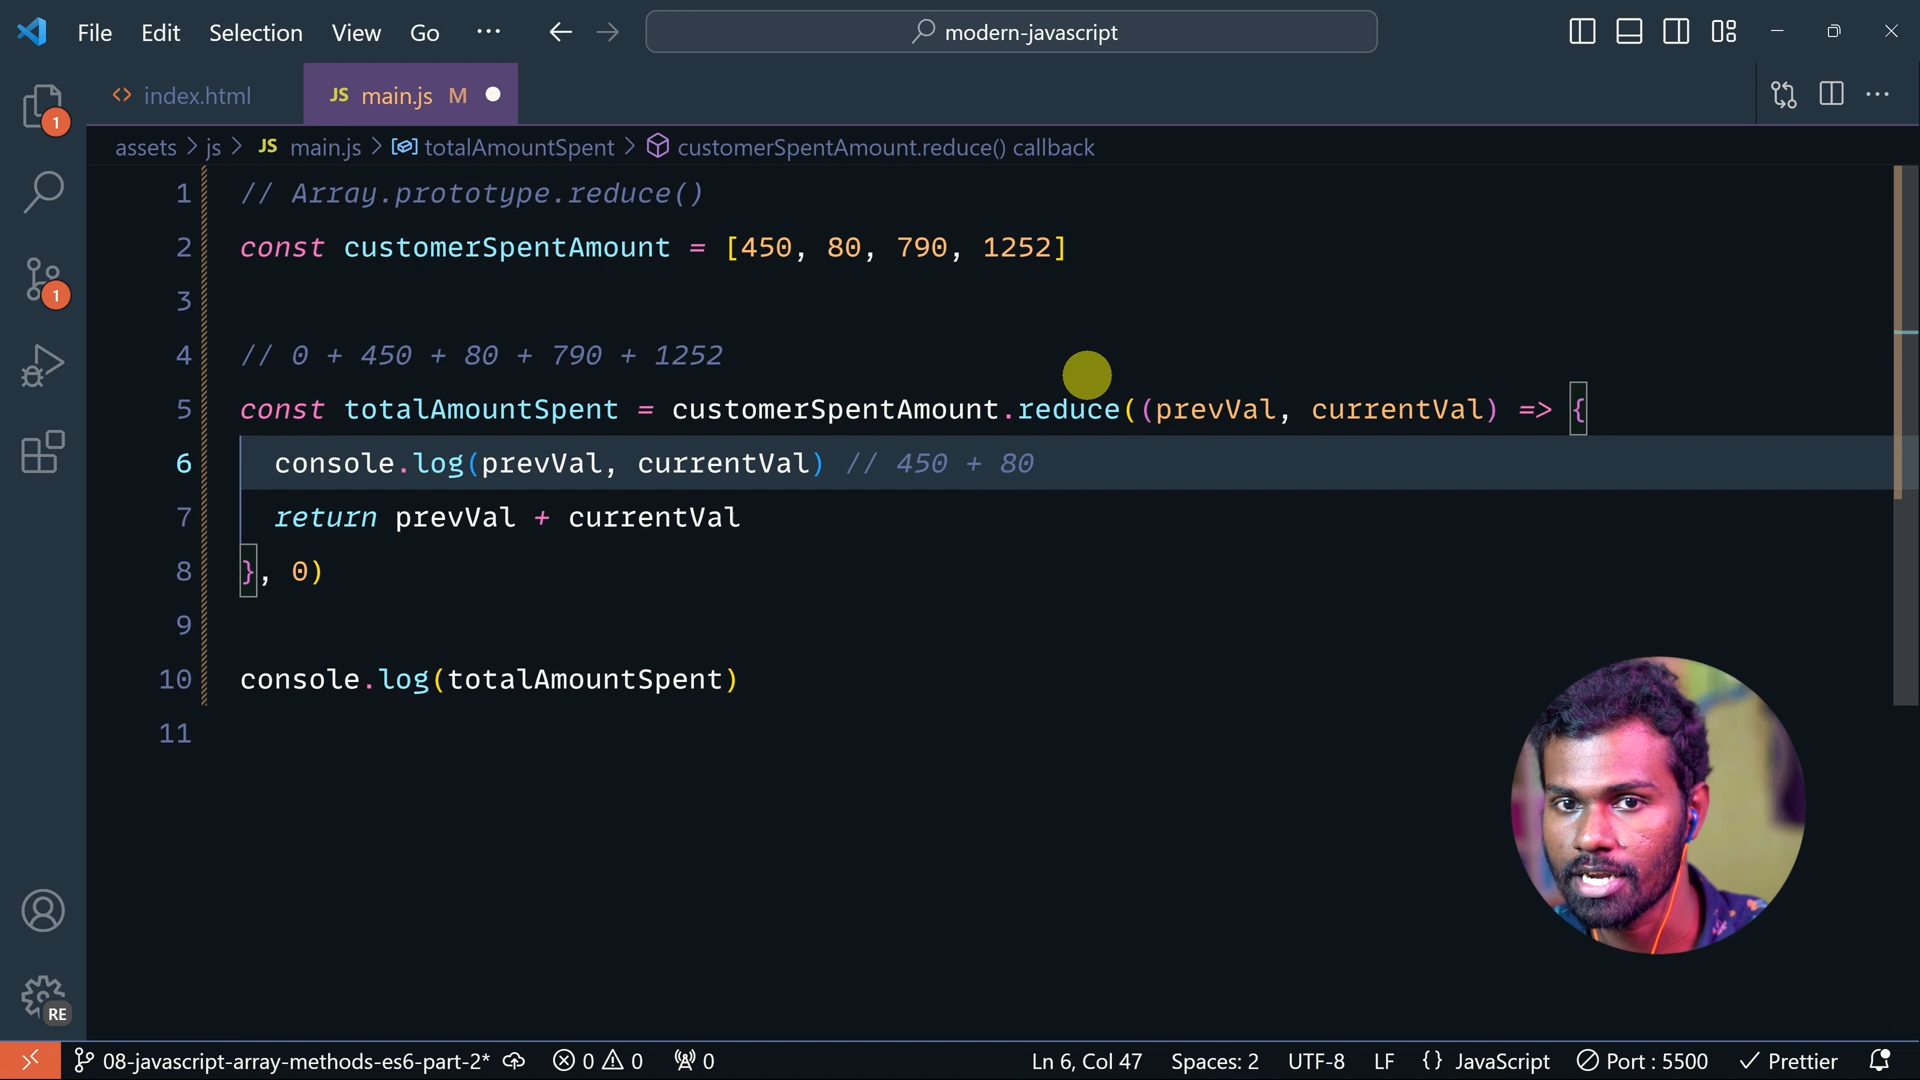 File Edit Selection View Go ··· modern-javascript
index.html JS main.js M
assets > js > JS main.js > totalAmountSpent > customerSpentAmount.reduce() callback
1 // Array.prototype.reduce()
2 const customerSpentAmount = [450, 80, 790, 1252]
3
4 // 0 + 450 + 80 + 790 + 1252
5 const totalAmountSpent = customerSpentAmount.reduce((prevVal, currentVal) => {
6 console.log(prevVal, currentVal) // 450 + 80
7 return prevVal + currentVal
8 }, 0)
9
10 console.log(totalAmountSpent)
11
1
1
RE
08-javascript-array-methods-es6-part-2* 0 0 0 Ln 6, Col 47 Spaces: 2 UTF-8 LF {} JavaScript Port : 5500 Prettier